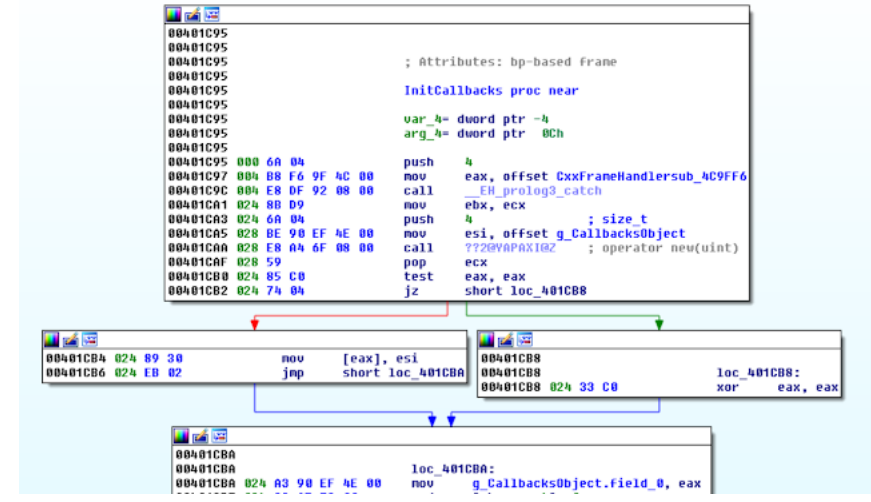 00401C95
00401C95
00401C95 ; Attributes: bp-based frame
00401C95
00401C95 InitCallbacks proc near
00401C95
00401C95 var_4= dword ptr -4
00401C95 arg_4= dword ptr 0Ch
00401C95
00401C95 000 6A 04 push 4
00401C97 004 B8 F6 9F 4C 00 mov eax, offset CxxFrameHandlersub_4C9FF6
00401C9C 004 E8 DF 92 08 00 call __EH_prolog3_catch
00401CA1 024 8B D9 mov ebx, ecx
00401CA3 024 6A 04 push 4 ; size_t
00401CA5 028 BE 90 EF 4E 00 mov esi, offset g_CallbacksObject
00401CAA 028 E8 A4 6F 08 00 call ??2@YAPAXI@Z ; operator new(uint)
00401CAF 028 59 pop ecx
00401CB0 024 85 C0 test eax, eax
00401CB2 024 74 04 jz short loc_401CB8
00401CB4 024 89 30 mov [eax], esi
00401CB6 024 EB 02 jmp short loc_401CBA
00401CB8
00401CB8 loc_401CB8:
00401CB8 024 33 C0 xor eax, eax
00401CBA
00401CBA loc_401CBA:
00401CBA 024 A3 90 EF 4E 00 mov g_CallbacksObject.field_0, eax